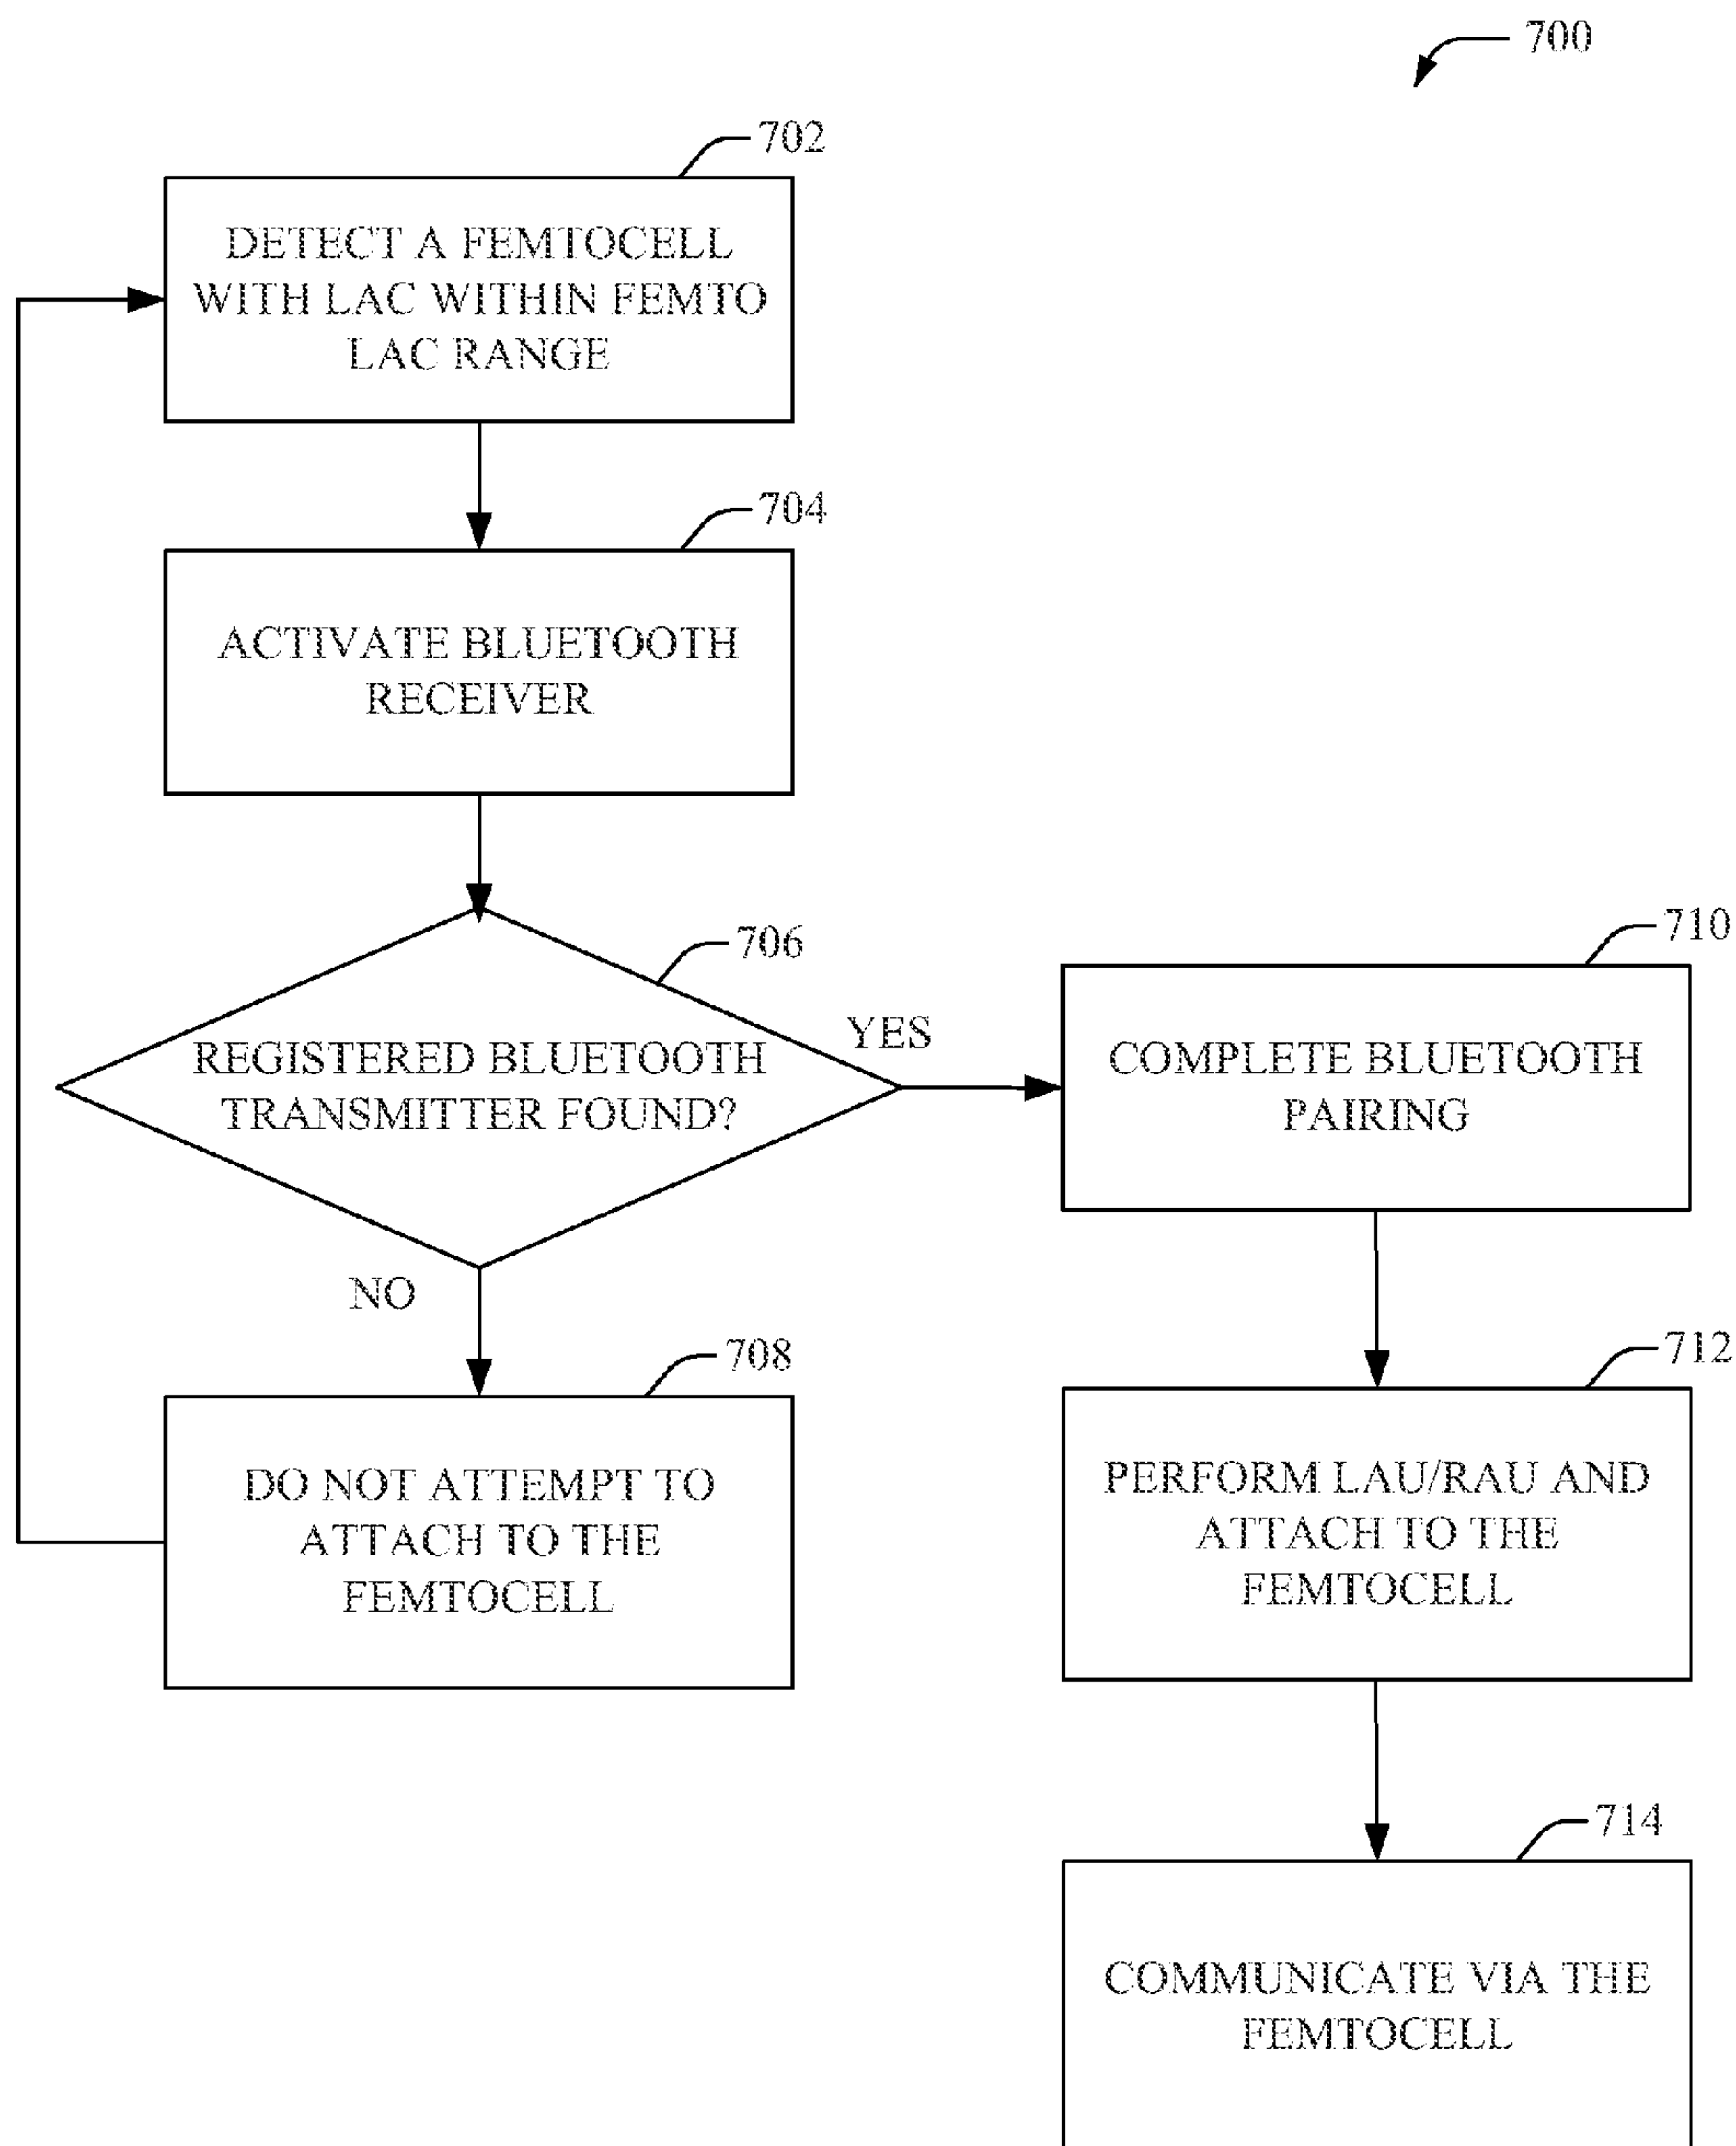 700
702
DETECT A FEMTOCELL
WITH LAC WITHIN FEMTO
LAC RANGE
704
ACTIVATE BLUETOOTH
RECEIVER
706
REGISTERED BLUETOOTH
TRANSMITTER FOUND?
YES
NO
708
DO NOT ATTEMPT TO
ATTACH TO THE
FEMTOCELL
710
COMPLETE BLUETOOTH
PAIRING
712
PERFORM LAU/RAU AND
ATTACH TO THE
FEMTOCELL
714
COMMUNICATE VIA THE
FEMTOCELL